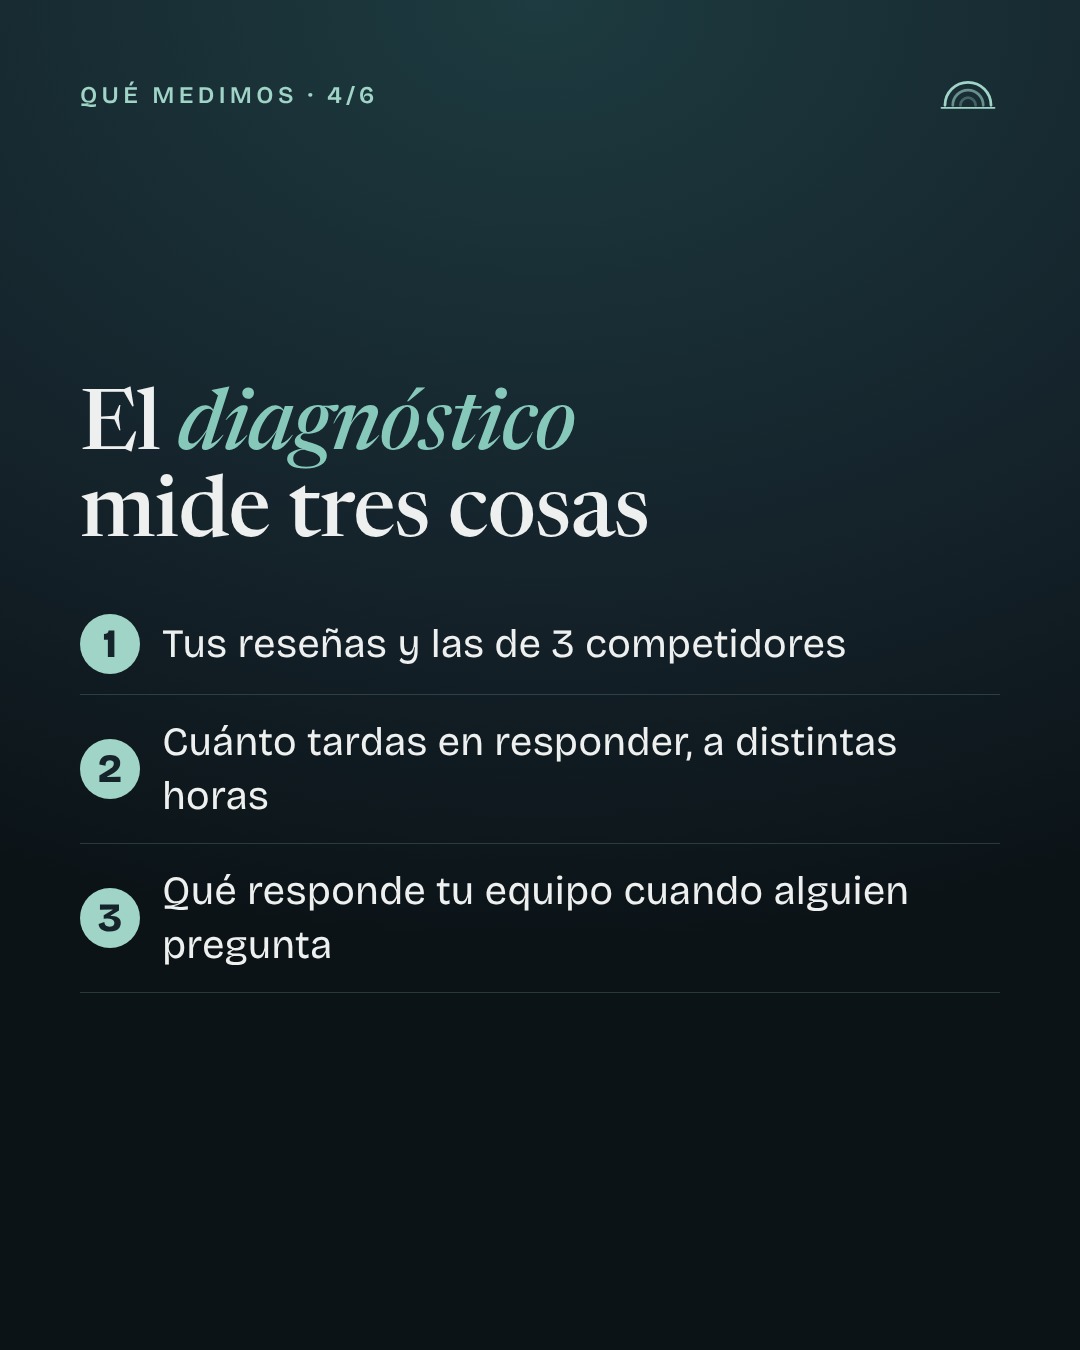 QUÉ MEDIMOS · 4/6
El diagnóstico
mide tres cosas
1 Tus reseñas y las de 3 competidores
2 Cuánto tardas en responder, a distintas
horas
3 Qué responde tu equipo cuando alguien
pregunta